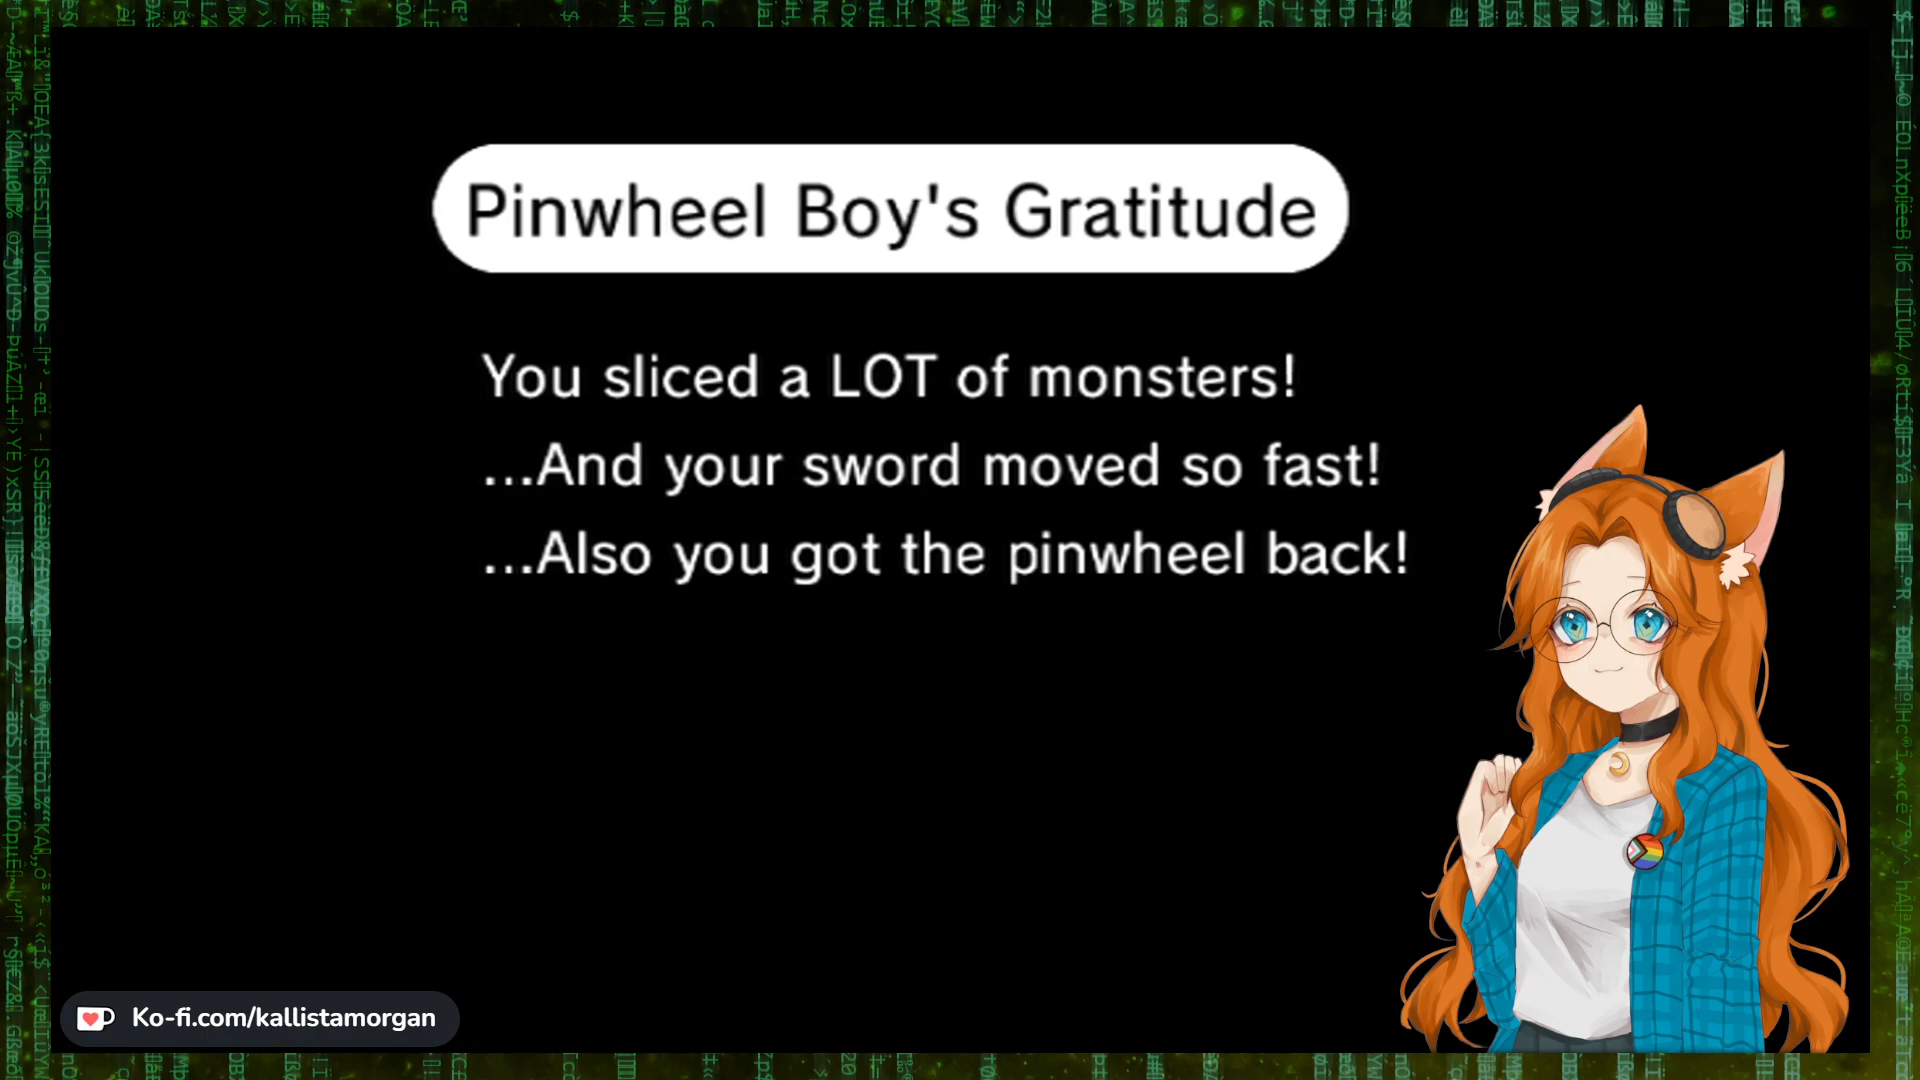 Pinwheel Boy's Gratitude
You sliced a LOT of monsters!
...And your sword moved so fast!
...Also you got the pinwheel back!
Ko-fi.com/kallistamorgan